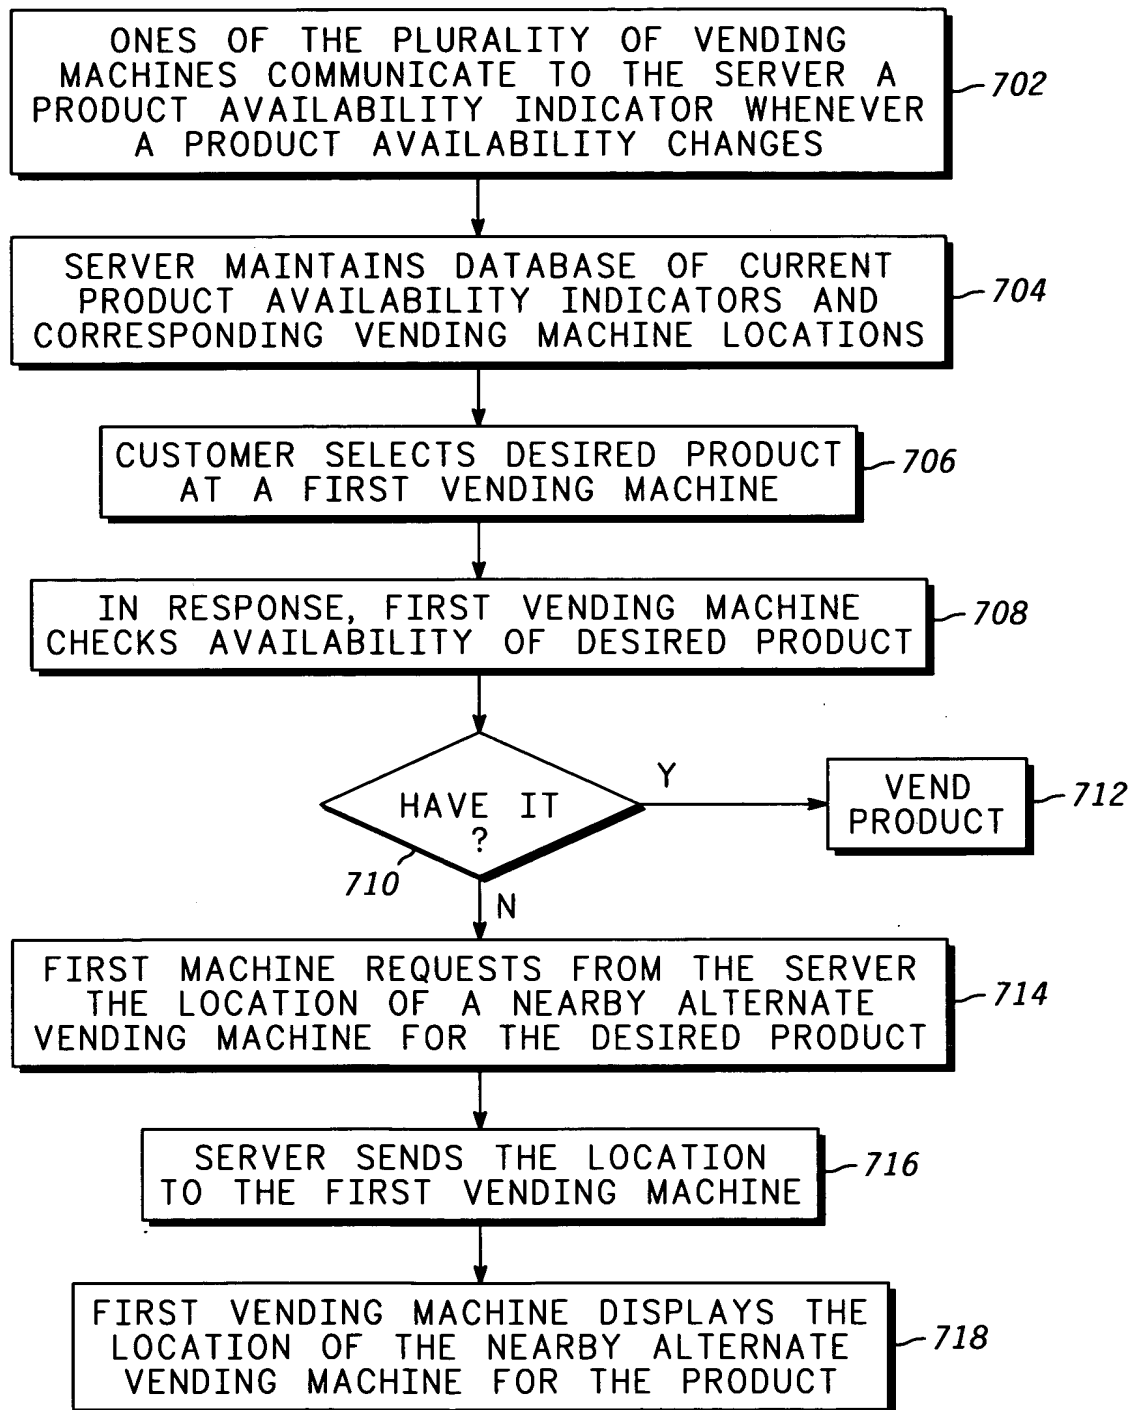 ONES OF THE PLURALITY OF VENDING
MACHINES COMMUNICATE TO THE SERVER A
PRODUCT AVAILABILITY INDICATOR WHENEVER
A PRODUCT AVAILABILITY CHANGES
702
SERVER MAINTAINS DATABASE OF CURRENT
PRODUCT AVAILABILITY INDICATORS AND
CORRESPONDING VENDING MACHINE LOCATIONS
704
CUSTOMER SELECTS DESIRED PRODUCT
AT A FIRST VENDING MACHINE
706
IN RESPONSE, FIRST VENDING MACHINE
CHECKS AVAILABILITY OF DESIRED PRODUCT
708
HAVE IT
?
710
Y
VEND
PRODUCT
712
N
FIRST MACHINE REQUESTS FROM THE SERVER
THE LOCATION OF A NEARBY ALTERNATE
VENDING MACHINE FOR THE DESIRED PRODUCT
714
SERVER SENDS THE LOCATION
TO THE FIRST VENDING MACHINE
716
FIRST VENDING MACHINE DISPLAYS THE
LOCATION OF THE NEARBY ALTERNATE
VENDING MACHINE FOR THE PRODUCT
718